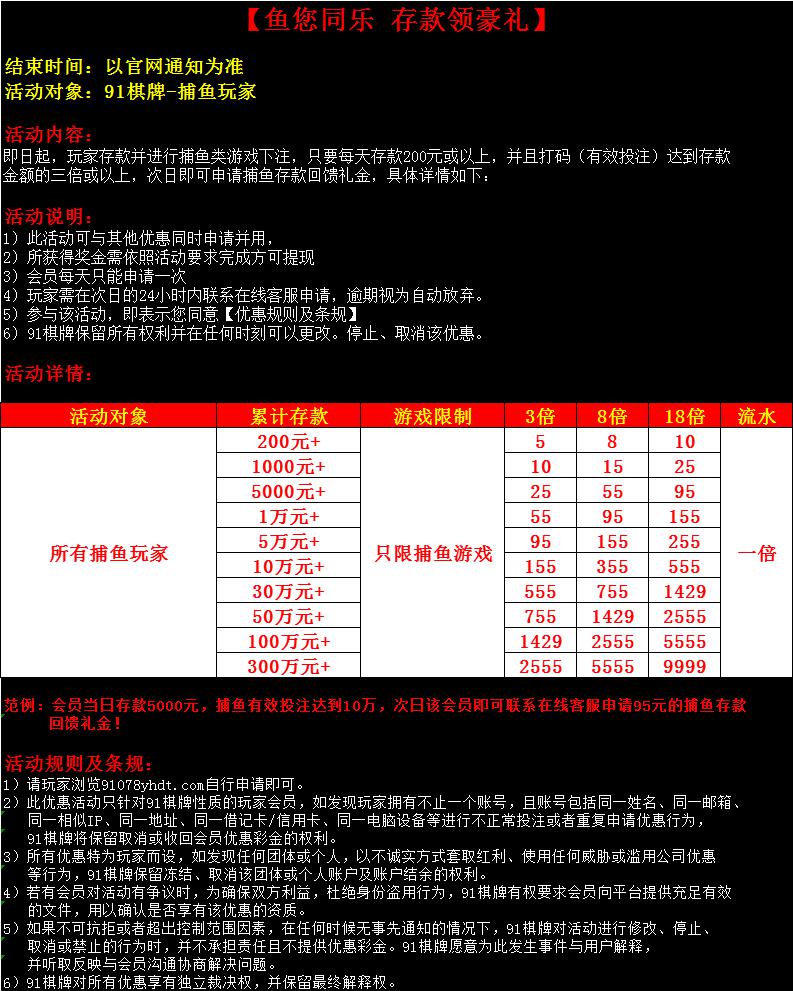 【鱼您同乐 存款领豪礼】
结束时间：以官网通知为准
活动对象：91棋牌-捕鱼玩家
活动内容：
即日起，玩家存款并进行捕鱼类游戏下注，只要每天存款200元或以上，并且打码（有效投注）达到存款
金额的三倍或以上，次日即可申请捕鱼存款回馈礼金，具体详情如下：
活动说明：
1）此活动可与其他优惠同时申请并用，
2）所获得奖金需依照活动要求完成方可提现
3）会员每天只能申请一次
4）玩家需在次日的24小时内联系在线客服申请，逾期视为自动放弃。
5）参与该活动，即表示您同意【优惠规则及条规】
6）91棋牌保留所有权利并在任何时刻可以更改。停止、取消该优惠。
活动详情：
活动对象 累计存款 游戏限制 3倍 8倍 18倍 流水
200元+ 5 8 10
1000元+ 10 15 25
5000元+ 25 55 95
1万元+ 55 95 155
5万元+ 95 155 255
所有捕鱼玩家 只限捕鱼游戏 一倍
10万元+ 155 355 555
30万元+ 555 755 1429
50万元+ 755 1429 2555
100万元+ 1429 2555 5555
300万元+ 2555 5555 9999
范例：会员当日存款5000元，捕鱼有效投注达到10万，次日该会员即可联系在线客服申请95元的捕鱼存款
回馈礼金！
活动规则及条规：
1）请玩家浏览91078yhdt.com自行申请即可。
2）此优惠活动只针对91棋牌性质的玩家会员，如发现玩家拥有不止一个账号，且账号包括同一姓名、同一邮箱、
同一相似IP、同一地址、同一借记卡/信用卡、同一电脑设备等进行不正常投注或者重复申请优惠行为，
91棋牌将保留取消或收回会员优惠彩金的权利。
3）所有优惠特为玩家而设，如发现任何团体或个人，以不诚实方式套取红利、使用任何威胁或滥用公司优惠
等行为，91棋牌保留冻结、取消该团体或个人账户及账户结余的权利。
4）若有会员对活动有争议时，为确保双方利益，杜绝身份盗用行为，91棋牌有权要求会员向平台提供充足有效
的文件，用以确认是否享有该优惠的资质。
5）如果不可抗拒或者超出控制范围因素，在任何时候无事先通知的情况下，91棋牌对活动进行修改、停止、
取消或禁止的行为时，并不承担责任且不提供优惠彩金。91棋牌愿意为此发生事件与用户解释，
并听取反映与会员沟通协商解决问题。
6）91棋牌对所有优惠享有独立裁决权，并保留最终解释权。